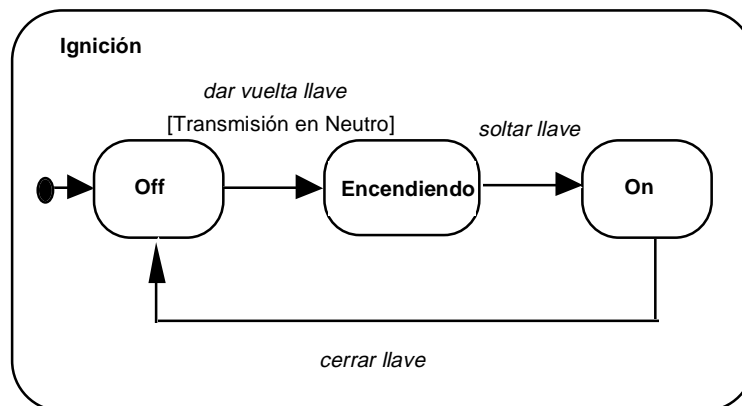 Ignición
dar vuelta llave
[Transmisión en Neutro]
soltar llave
Off
Encendiendo
On
cerrar llave